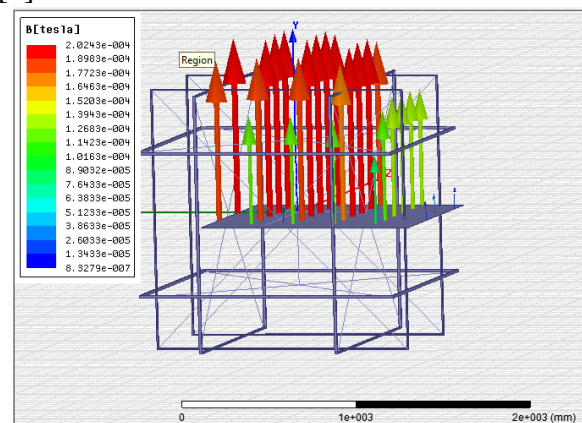 B[tesla]
2.0243e-004
1.8983e-004
1.7723e-004
1.6463e-004
1.5203e-004
1.3943e-004
1.2683e-004
1.1423e-004
1.0163e-004
8.9032e-005
7.6433e-005
6.3833e-005
5.1233e-005
3.8633e-005
2.6033e-005
1.3433e-005
8.3279e-007
Region
Y
Z
0
1e+003
2e+003 (mm)